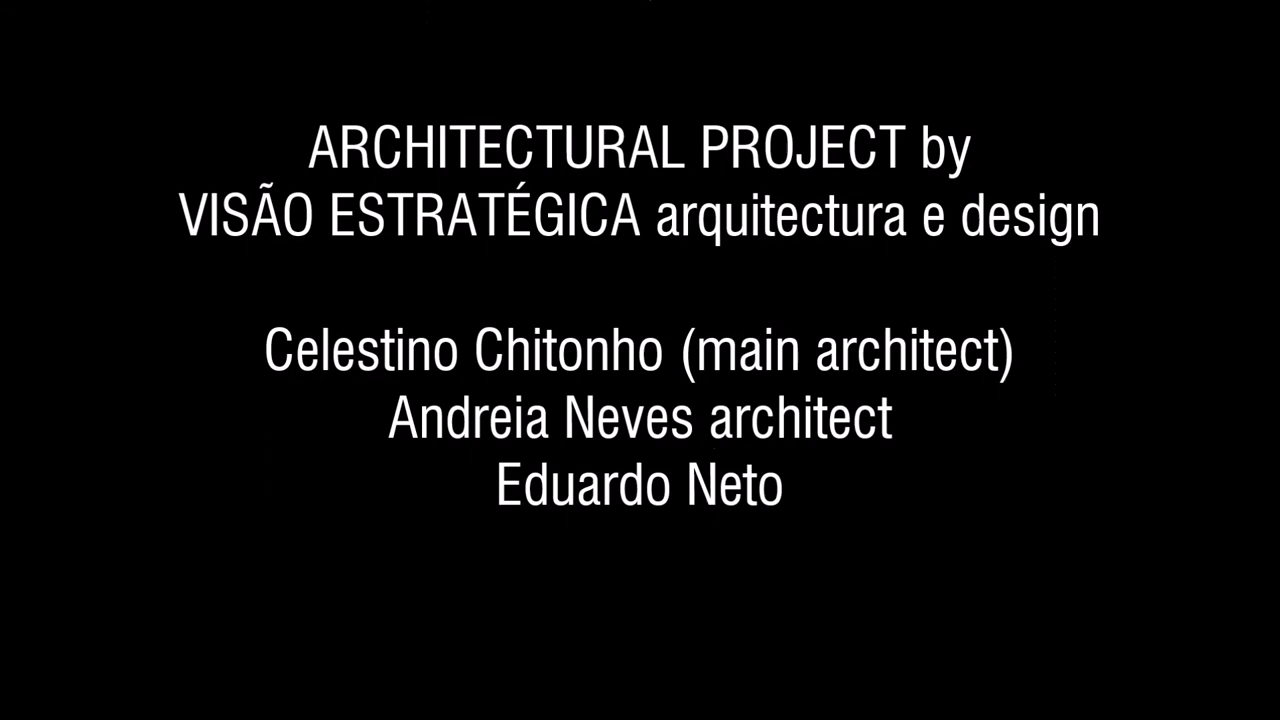 ARCHITECTURAL PROJECT by
VISÃO ESTRATÉGICA arquitectura e design
Celestino Chitonho (main architect)
Andreia Neves architect
Eduardo Neto